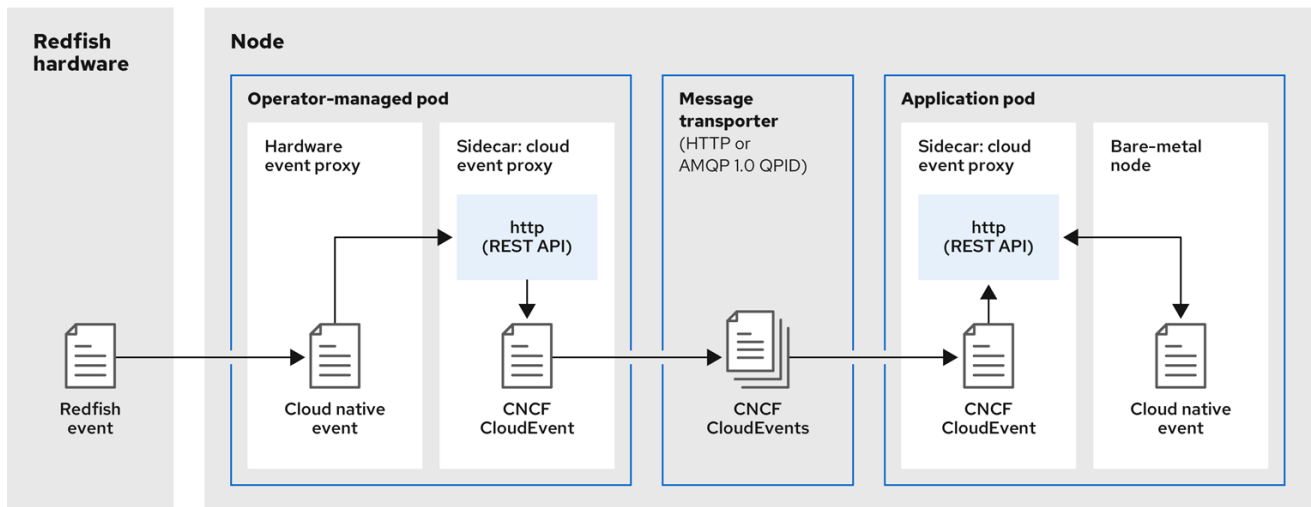 Redfish
hardware
Node
Operator-managed pod
Hardware
event proxy
Sidecar: cloud
event proxy
http
(REST API)
Message
transporter
(HTTP or
AMQP 1.0 QPID)
Application pod
Sidecar: cloud
event proxy
http
(REST API)
Bare-metal
node
Redfish
event
Cloud native
event
CNCF
CloudEvent
CNCF
CloudEvents
CNCF
CloudEvent
Cloud native
event